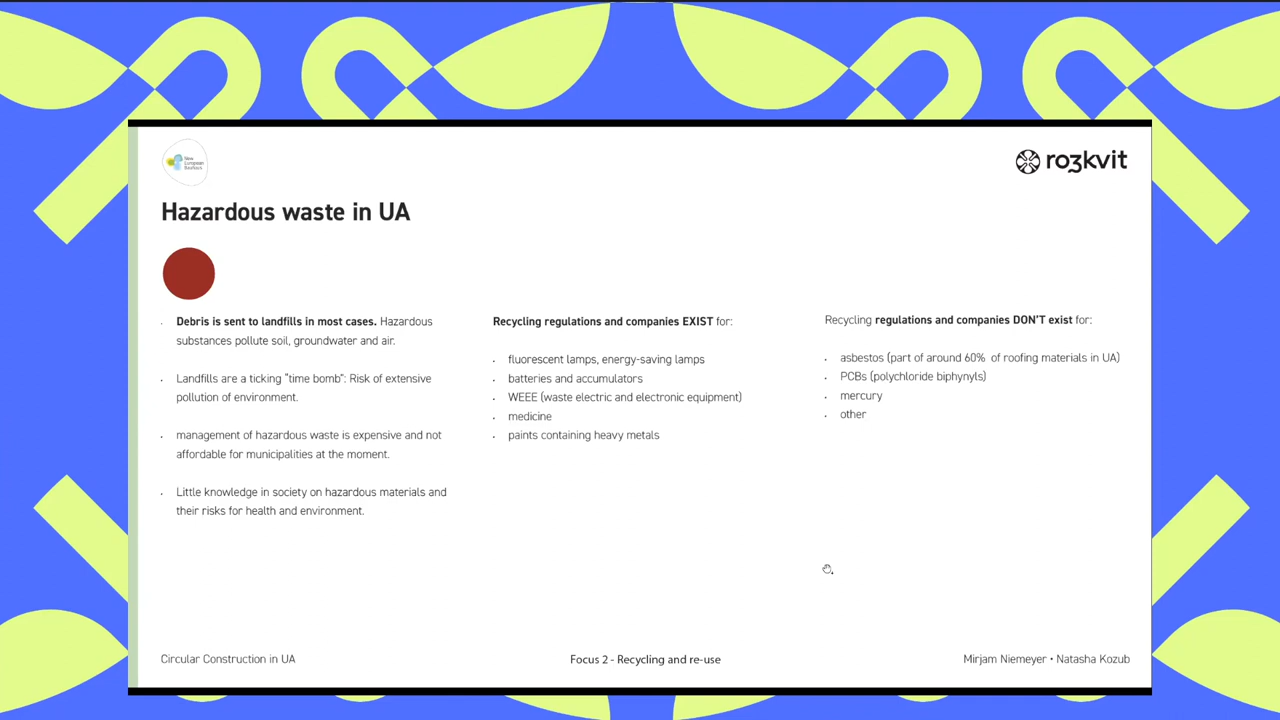 New
European
Bauhaus
ro3kvit
Hazardous waste in UA
Debris is sent to landfills in most cases. Hazardous
substances pollute soil, groundwater and air.
Landfills are a ticking "time bomb": Risk of extensive
pollution of environment.
management of hazardous waste is expensive and not
affordable for municipalities at the moment.
Little knowledge in society on hazardous materials and
their risks for health and environment.
Recycling regulations and companies EXIST for:
fluorescent lamps, energy-saving lamps
batteries and accumulators
WEEE (waste electric and electronic equipment)
medicine
paints containing heavy metals
Recycling regulations and companies DON'T exist for:
asbestos (part of around 60% of roofing materials in UA)
PCBs (polychloride biphynyls)
mercury
other
Circular Construction in UA
Focus 2 - Recycling and re-use
Mirjam Niemeyer • Natasha Kozub